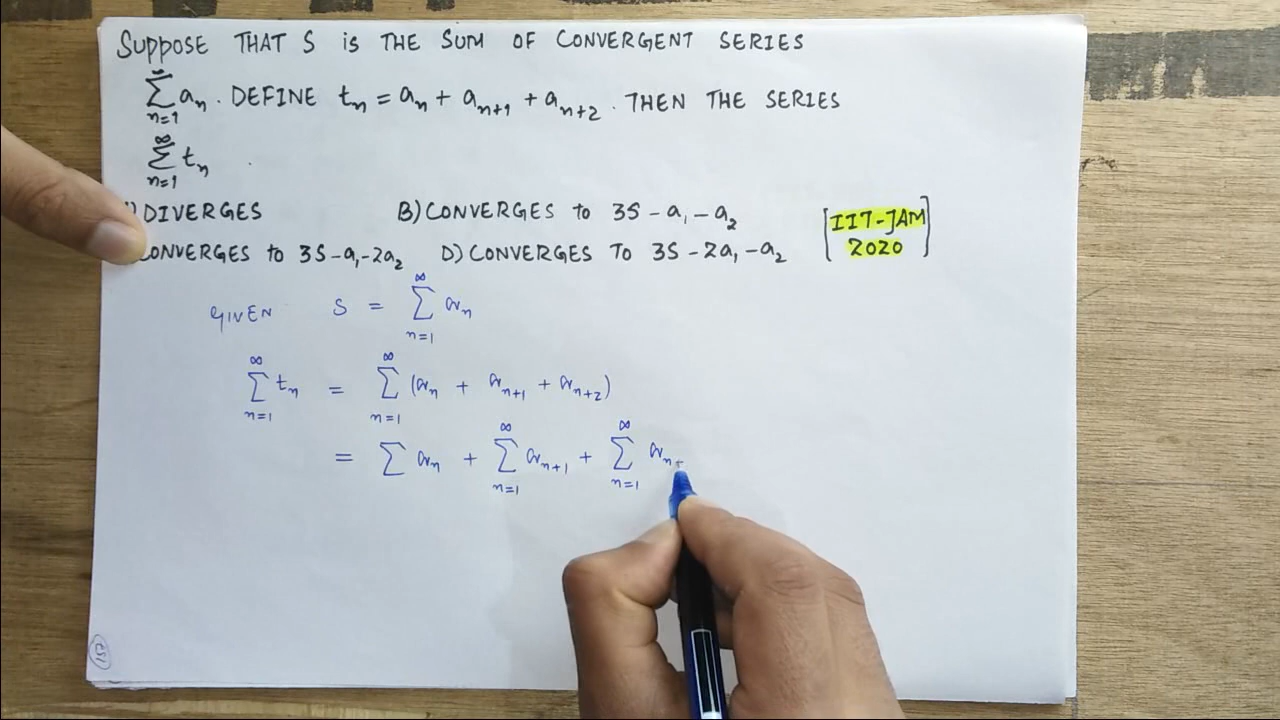 SUPPOSE THAT S is THE SUM OF CONVERGENT SERIES
∞∑n=1 aₙ. DEFINE tₙ = aₙ + aₙ₊₁ + aₙ₊₂. THEN THE SERIES
∞∑n=1 tₙ
) DIVERGES B) CONVERGES to 3S - a₁ - a₂ [IIT-JAM
CONVERGES to 3S - a₁ - 2a₂ D) CONVERGES TO 3S - 2a₁ - a₂ 2020]
GIVEN S = ∞∑n=1 aₙ
∞∑n=1 tₙ = ∞∑n=1 (aₙ + aₙ₊₁ + aₙ₊₂)
= ∑ aₙ + ∞∑n=1 aₙ₊₁ + ∞∑n=1 aₙ₊